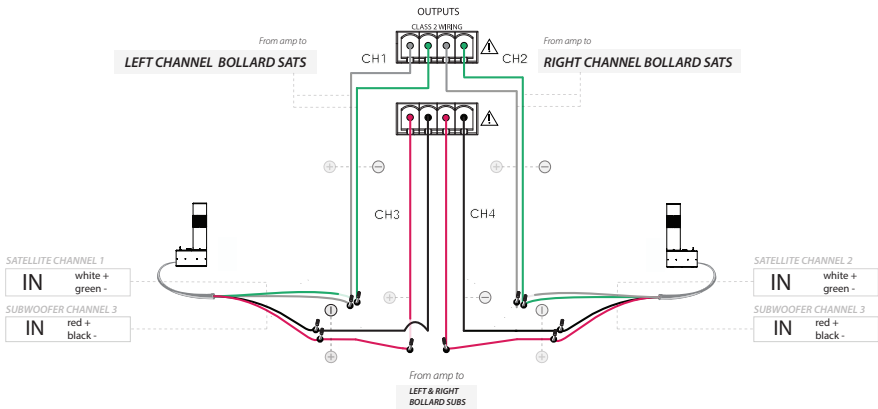 OUTPUTS
CLASS 2 WIRING
From amp to
LEFT CHANNEL BOLLARD SATS
CH1
CH2
From amp to
RIGHT CHANNEL BOLLARD SATS
CH3
CH4
SATELLITE CHANNEL 1
IN
white +
green -
SUBWOOFER CHANNEL 3
IN
red +
black -
SATELLITE CHANNEL 2
IN
white +
green -
SUBWOOFER CHANNEL 3
IN
red +
black -
From amp to
LEFT & RIGHT
BOLLARD SUBS